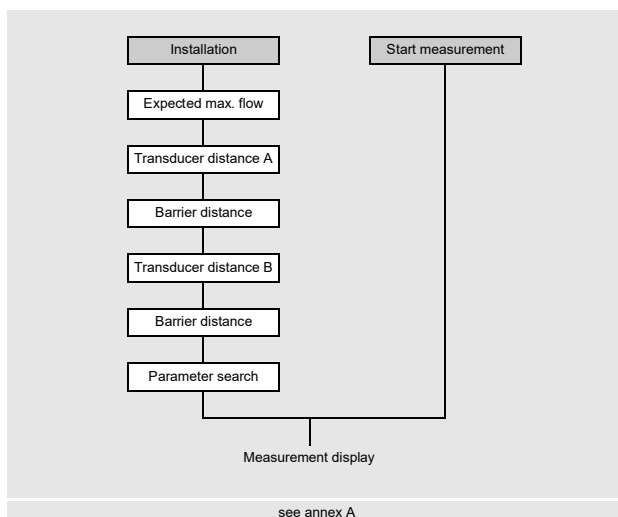 Installation
Start measurement
Expected max. flow
Transducer distance A
Barrier distance
Transducer distance B
Barrier distance
Parameter search
Measurement display
see annex A